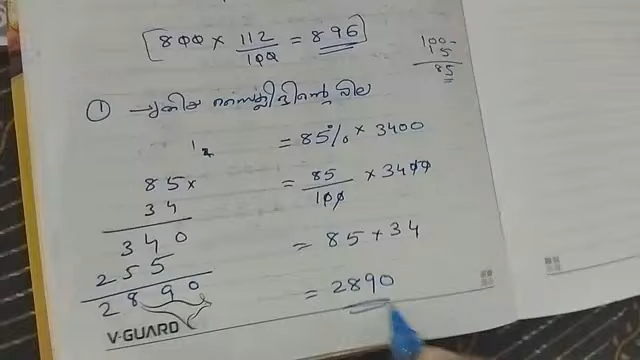 [800 × 112/100 = 896]
100-
15
85
① പുതിയ സൈക്കിളിന്റെ വില
= 85% × 3400
= 85/100 × 3400
= 85 × 34
= 2890
12
85×
34
340
255
2890
V-GUARD